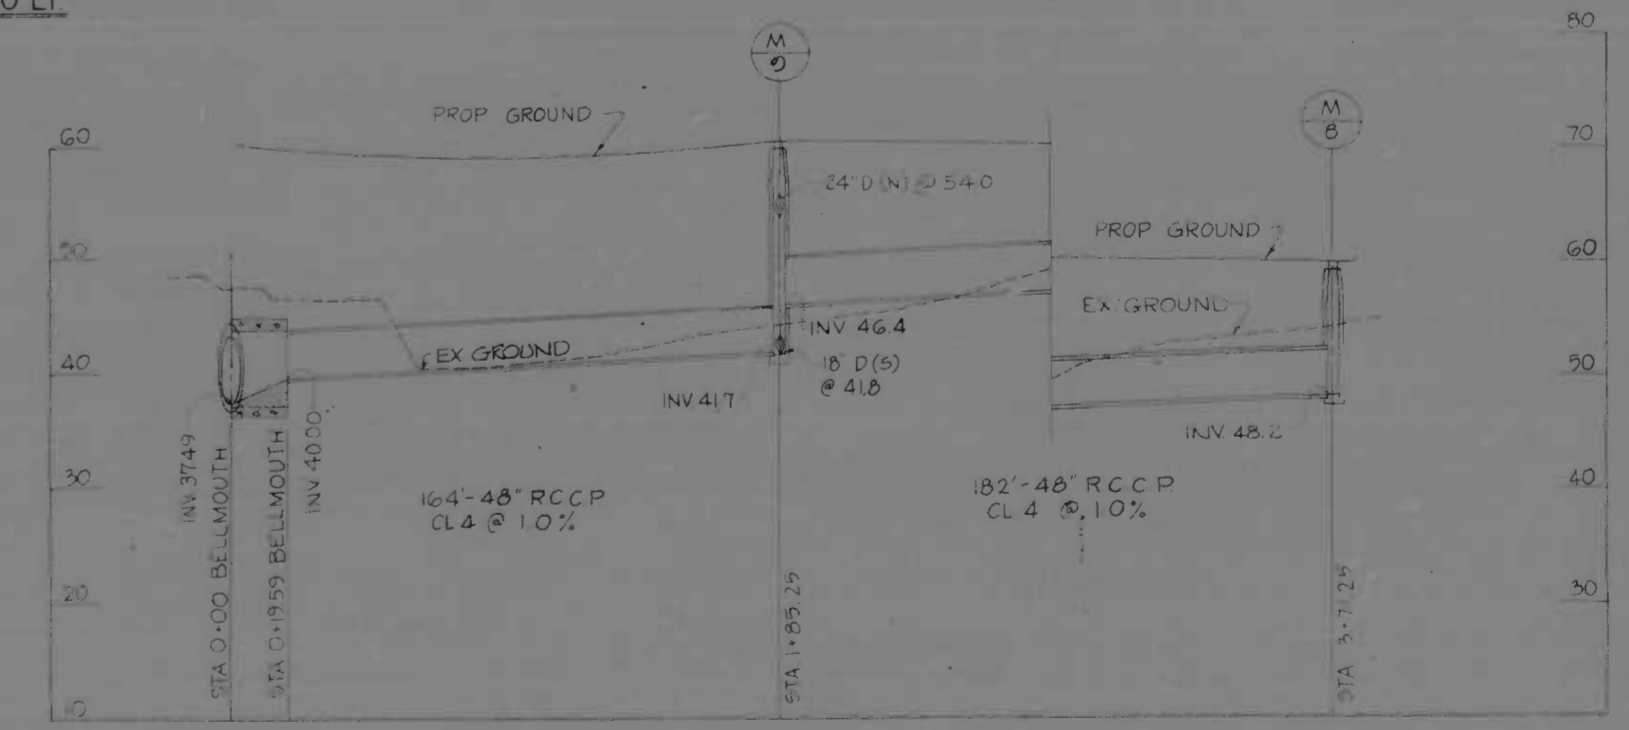 O LT.
80
M
9
M
8
PROP GROUND
60
70
24" D (N) @ 54.0
PROP GROUND
50
60
EX. GROUND
INV 46.4
EX GROUND
18" D (S)
@ 41.8
40
50
INV 41.7
INV. 48.2
INV. 37.49
STA 0+00 BELLMOUTH
STA 0+19.59 BELLMOUTH
INV 40.00
30
40
164'-48" R.C.C.P
CL 4 @ 1.0%
182'-48" R.C.C.P.
CL. 4 @ 1.0%
20
30
STA. 1+85.25
STA 3+71.25
10